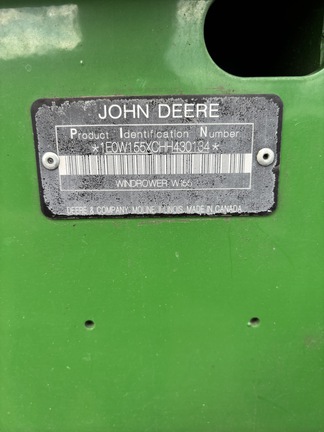 JOHN DEERE
Product Identification Number
*1E0W155XCHH430134*
WINDROWER W155
DEERE & COMPANY MOLINE ILLINOIS MADE IN CANADA